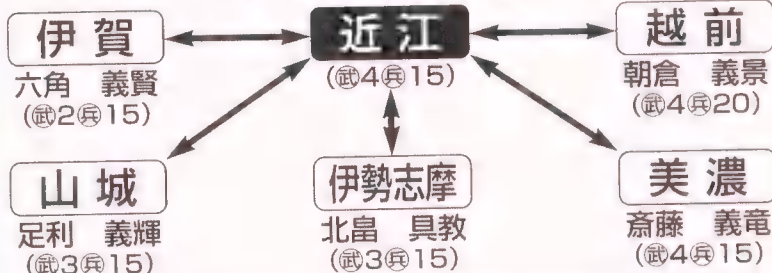 伊賀
六角 義賢
(武2兵15)
近江
(武4兵15)
越前
朝倉 義景
(武4兵20)
山城
足利 義輝
(武3兵15)
伊勢志摩
北畠 具教
(武3兵15)
美濃
斎藤 義竜
(武4兵15)